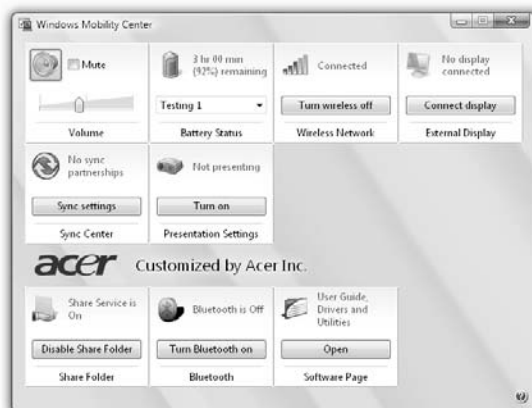 Windows Mobility Center
Mute
Volume
3 hr 00 min
(92%) remaining
Testing 1
Battery Status
Connected
Turn wireless off
Wireless Network
No display
connected
Connect display
External Display
No sync
partnerships
Sync settings
Sync Center
Not presenting
Turn on
Presentation Settings
acer Customized by Acer Inc.
Share Service is
On
Disable Share Folder
Share Folder
Bluetooth is Off
Turn Bluetooth on
Bluetooth
User Guide,
Drivers and
Utilities
Open
Software Page